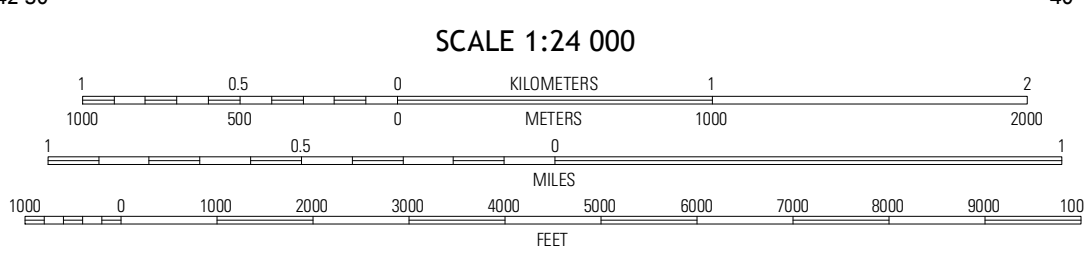 SCALE 1:24 000
1 0.5 0 KILOMETERS 1 2
1000 500 0 METERS 1000 2000
1 0.5 0 1
MILES
1000 0 1000 2000 3000 4000 5000 6000 7000 8000 9000 100
FEET